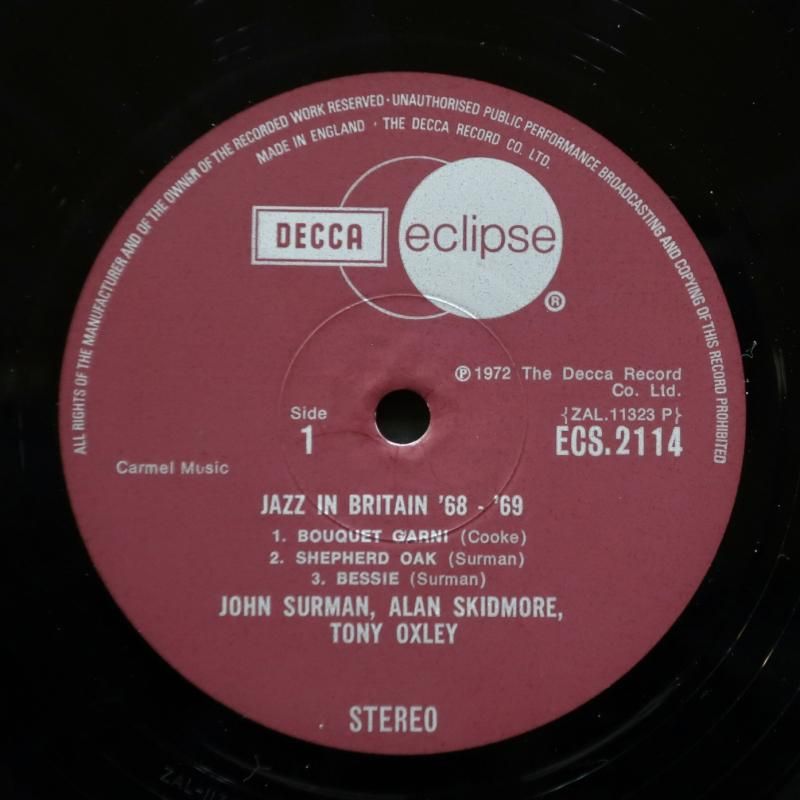 ALL RIGHTS OF THE MANUFACTURER AND OF THE OWNER OF THE RECORDED WORK RESERVED · UNAUTHORISED PUBLIC PERFORMANCE BROADCASTING AND COPYING OF THIS RECORD PROHIBITED
MADE IN ENGLAND · THE DECCA RECORD CO. LTD.
DECCA eclipse
®
℗ 1972 The Decca Record
Co. Ltd.
Side
1
{ZAL.11323 P}
ECS.2114
Carmel Music
JAZZ IN BRITAIN '68 - '69
1. BOUQUET GARNI (Cooke)
2. SHEPHERD OAK (Surman)
3. BESSIE (Surman)
JOHN SURMAN, ALAN SKIDMORE,
TONY OXLEY
STEREO